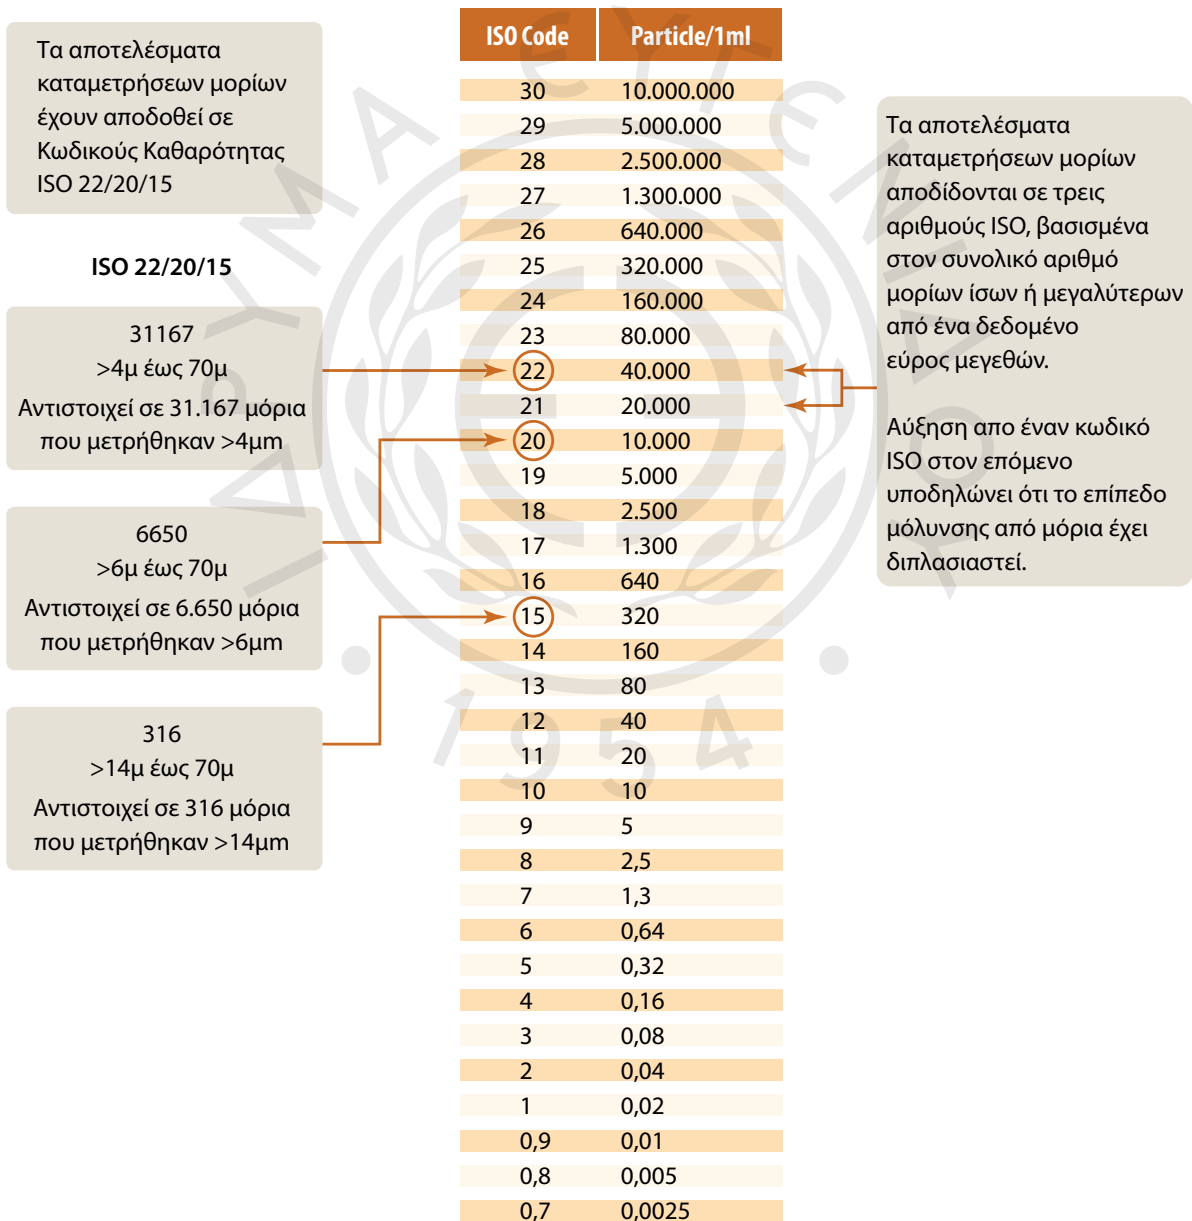 Τα αποτελέσματα
καταμετρήσεων μορίων
έχουν αποδοθεί σε
Κωδικούς Καθαρότητας
ISO 22/20/15
ISO 22/20/15
31167
>4μ έως 70μ
Αντιστοιχεί σε 31.167 μόρια
που μετρήθηκαν >4μm
6650
>6μ έως 70μ
Αντιστοιχεί σε 6.650 μόρια
που μετρήθηκαν >6μm
316
>14μ έως 70μ
Αντιστοιχεί σε 316 μόρια
που μετρήθηκαν >14μm
ISO Code Particle/1ml
30 10.000.000
29 5.000.000
28 2.500.000
27 1.300.000
26 640.000
25 320.000
24 160.000
23 80.000
22 40.000
21 20.000
20 10.000
19 5.000
18 2.500
17 1.300
16 640
15 320
14 160
13 80
12 40
11 20
10 10
9 5
8 2,5
7 1,3
6 0,64
5 0,32
4 0,16
3 0,08
2 0,04
1 0,02
0,9 0,01
0,8 0,005
0,7 0,0025
Τα αποτελέσματα
καταμετρήσεων μορίων
αποδίδονται σε τρεις
αριθμούς ISO, βασισμένα
στον συνολικό αριθμό
μορίων ίσων ή μεγαλύτερων
από ένα δεδομένο
εύρος μεγεθών.
Αύξηση απο έναν κωδικό
ISO στον επόμενο
υποδηλώνει ότι το επίπεδο
μόλυνσης από μόρια έχει
διπλασιαστεί.
ΙΔΡΥΜΑ ΕΥΓΕΝΙΔΟΥ
1954